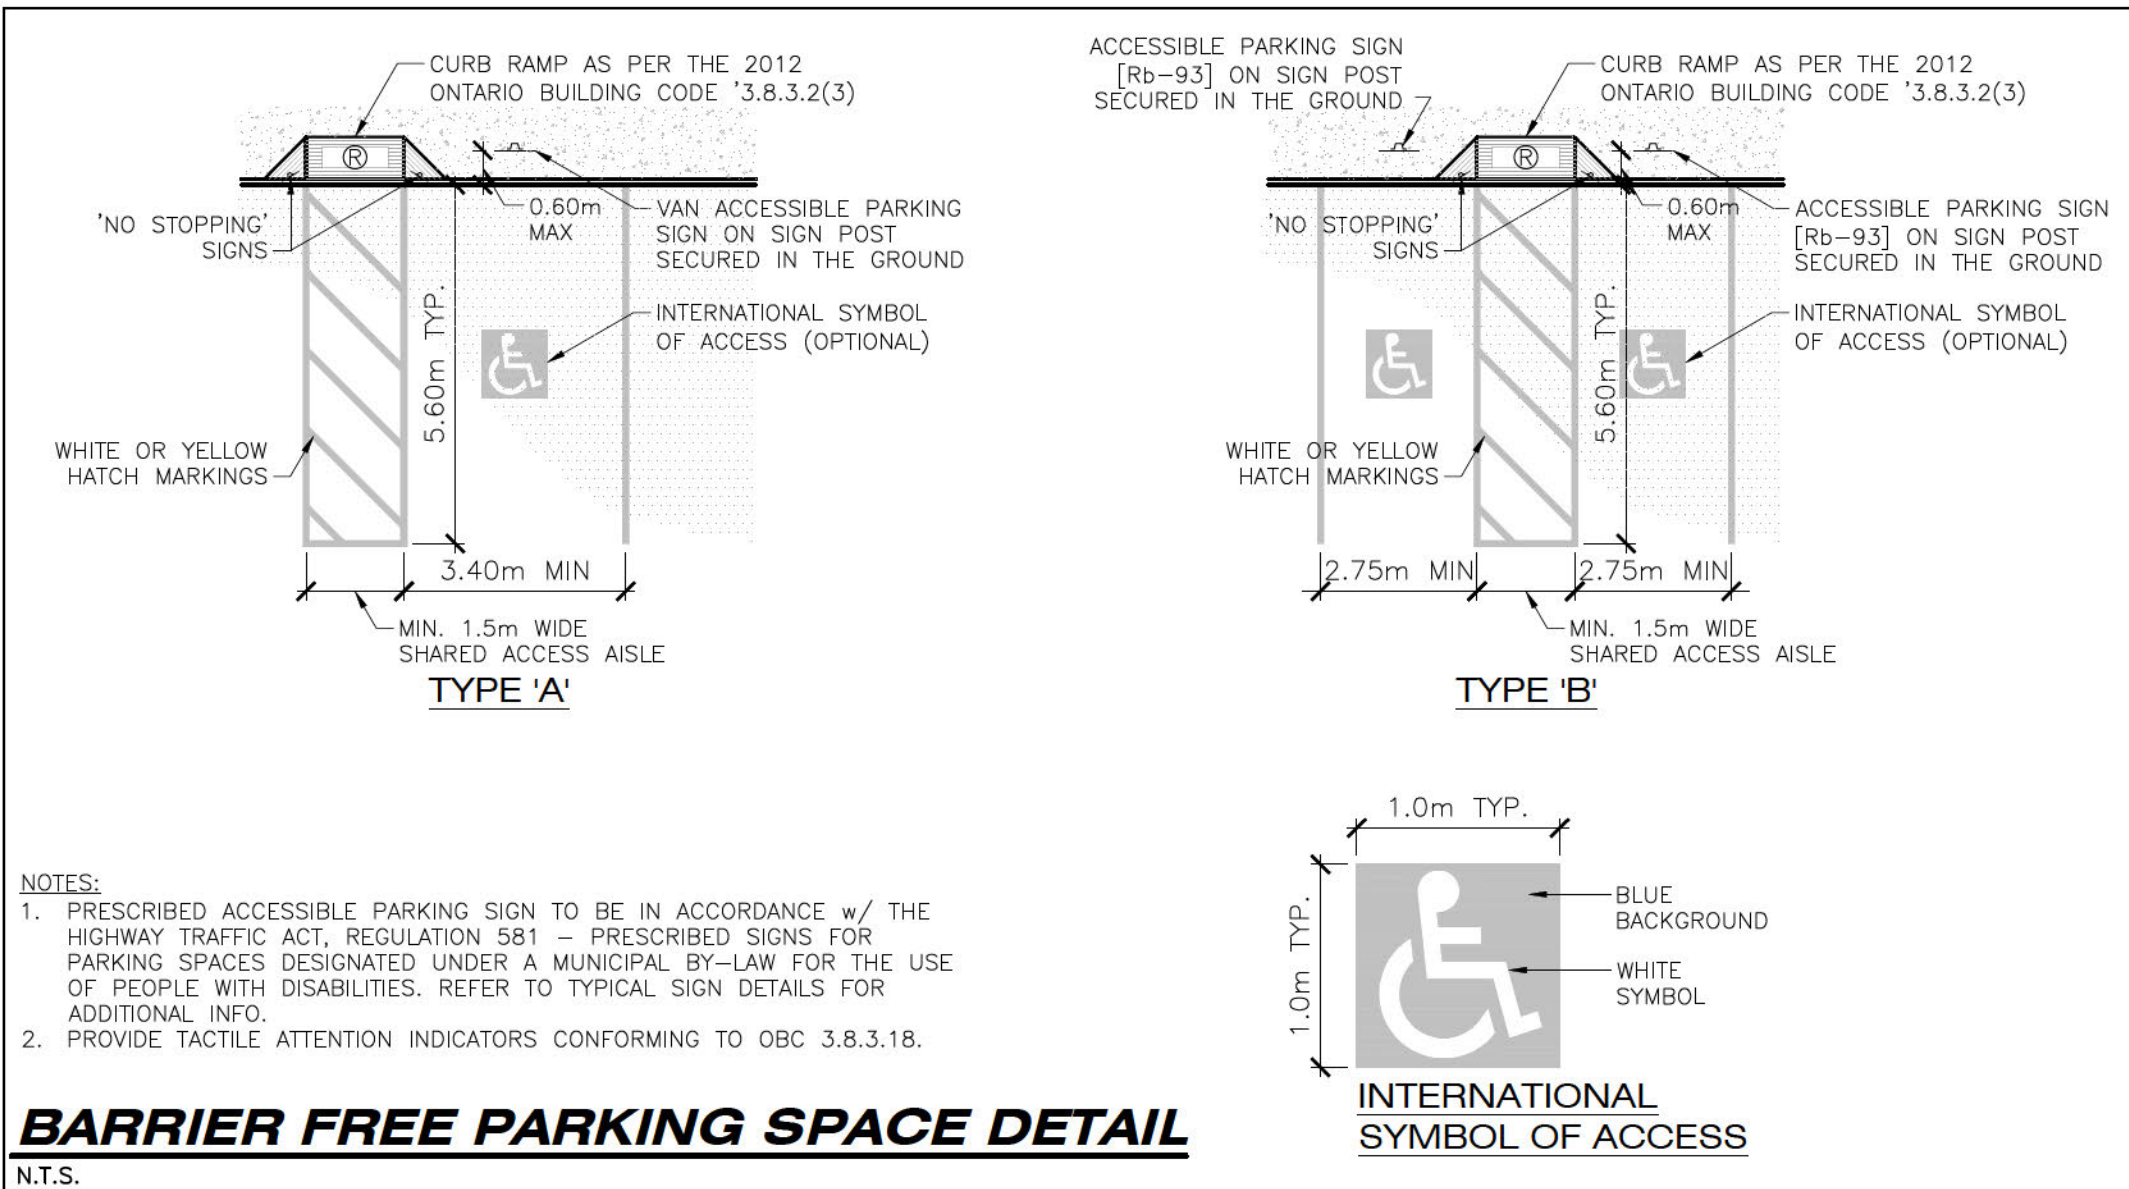 CURB RAMP AS PER THE 2012
ONTARIO BUILDING CODE '3.8.3.2(3)
R
'NO STOPPING'
SIGNS
0.60m
MAX
VAN ACCESSIBLE PARKING
SIGN ON SIGN POST
SECURED IN THE GROUND
INTERNATIONAL SYMBOL
OF ACCESS (OPTIONAL)
5.60m TYP.
WHITE OR YELLOW
HATCH MARKINGS
3.40m MIN
MIN. 1.5m WIDE
SHARED ACCESS AISLE
TYPE 'A'
ACCESSIBLE PARKING SIGN
[Rb-93] ON SIGN POST
SECURED IN THE GROUND
CURB RAMP AS PER THE 2012
ONTARIO BUILDING CODE '3.8.3.2(3)
R
'NO STOPPING'
SIGNS
0.60m
MAX
ACCESSIBLE PARKING SIGN
[Rb-93] ON SIGN POST
SECURED IN THE GROUND
INTERNATIONAL SYMBOL
OF ACCESS (OPTIONAL)
5.60m TYP.
WHITE OR YELLOW
HATCH MARKINGS
2.75m MIN
2.75m MIN
MIN. 1.5m WIDE
SHARED ACCESS AISLE
TYPE 'B'
NOTES:
1. PRESCRIBED ACCESSIBLE PARKING SIGN TO BE IN ACCORDANCE w/ THE
HIGHWAY TRAFFIC ACT, REGULATION 581 - PRESCRIBED SIGNS FOR
PARKING SPACES DESIGNATED UNDER A MUNICIPAL BY-LAW FOR THE USE
OF PEOPLE WITH DISABILITIES. REFER TO TYPICAL SIGN DETAILS FOR
ADDITIONAL INFO.
2. PROVIDE TACTILE ATTENTION INDICATORS CONFORMING TO OBC 3.8.3.18.
1.0m TYP.
1.0m TYP.
BLUE
BACKGROUND
WHITE
SYMBOL
INTERNATIONAL
SYMBOL OF ACCESS
BARRIER FREE PARKING SPACE DETAIL
N.T.S.